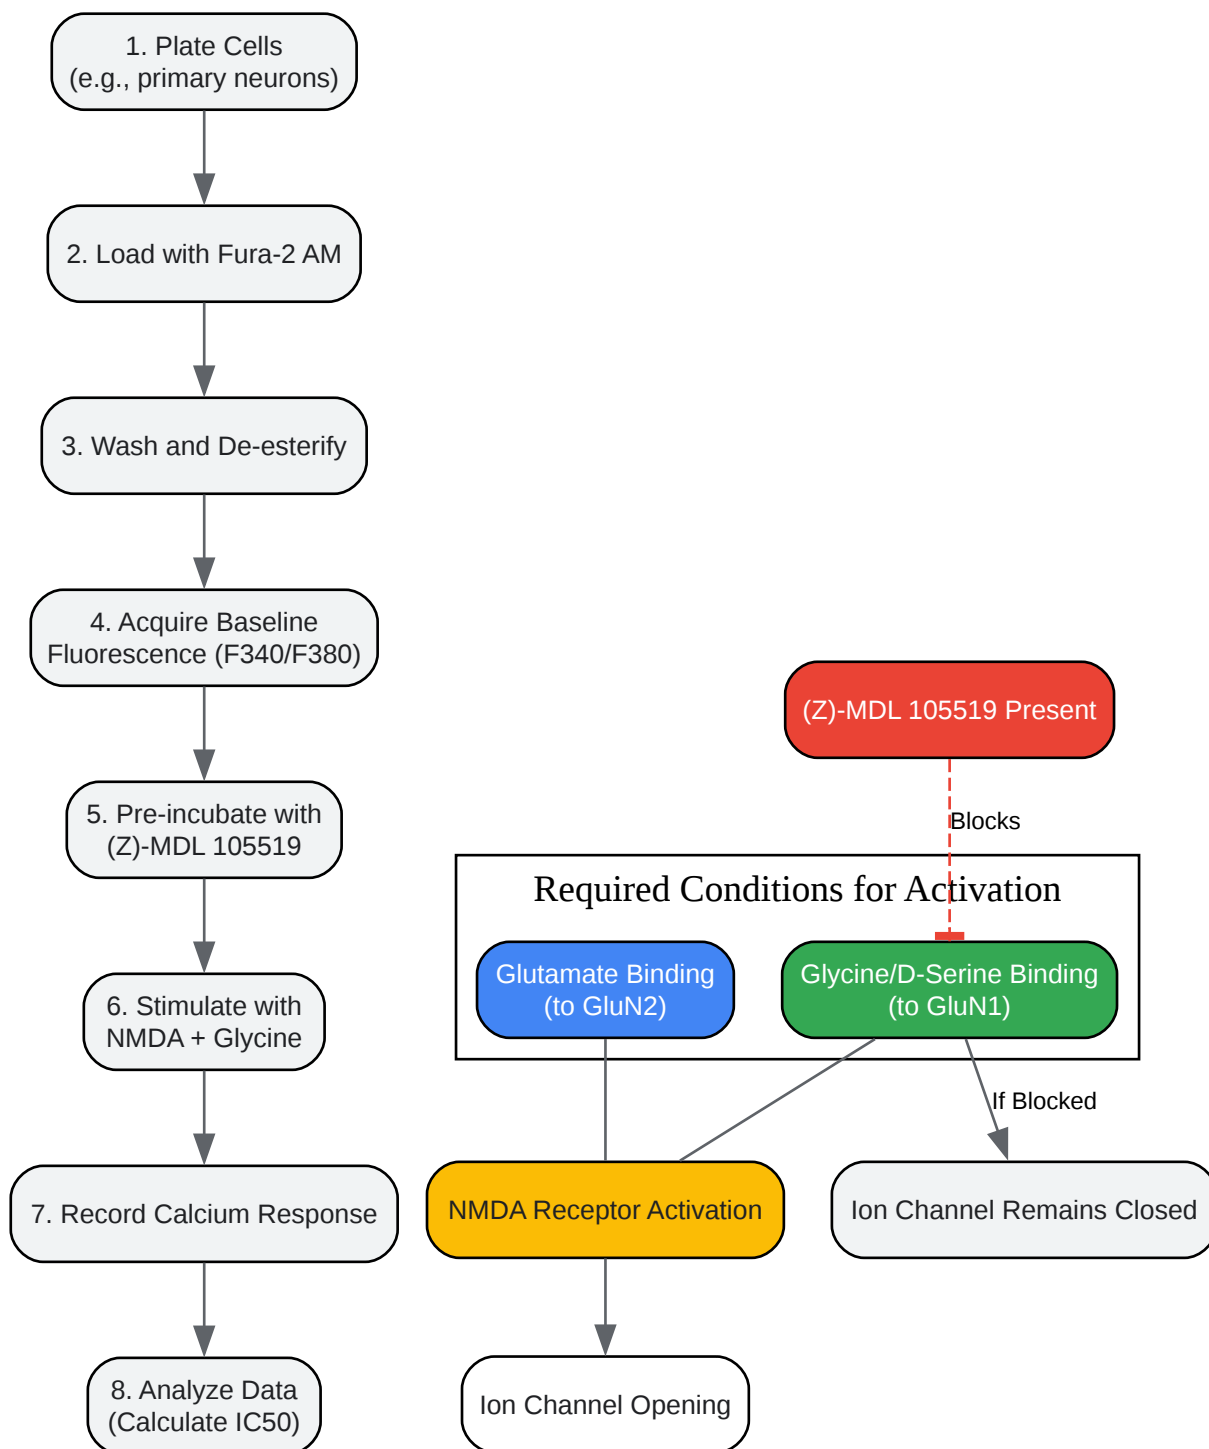 1. Plate Cells
(e.g., primary neurons)
2. Load with Fura-2 AM
3. Wash and De-esterify
4. Acquire Baseline
Fluorescence (F340/F380)
5. Pre-incubate with
(Z)-MDL 105519
6. Stimulate with
NMDA + Glycine
7. Record Calcium Response
8. Analyze Data
(Calculate IC50)
(Z)-MDL 105519 Present
Blocks
Required Conditions for Activation
Glutamate Binding
(to GluN2)
Glycine/D-Serine Binding
(to GluN1)
If Blocked
NMDA Receptor Activation
Ion Channel Remains Closed
Ion Channel Opening